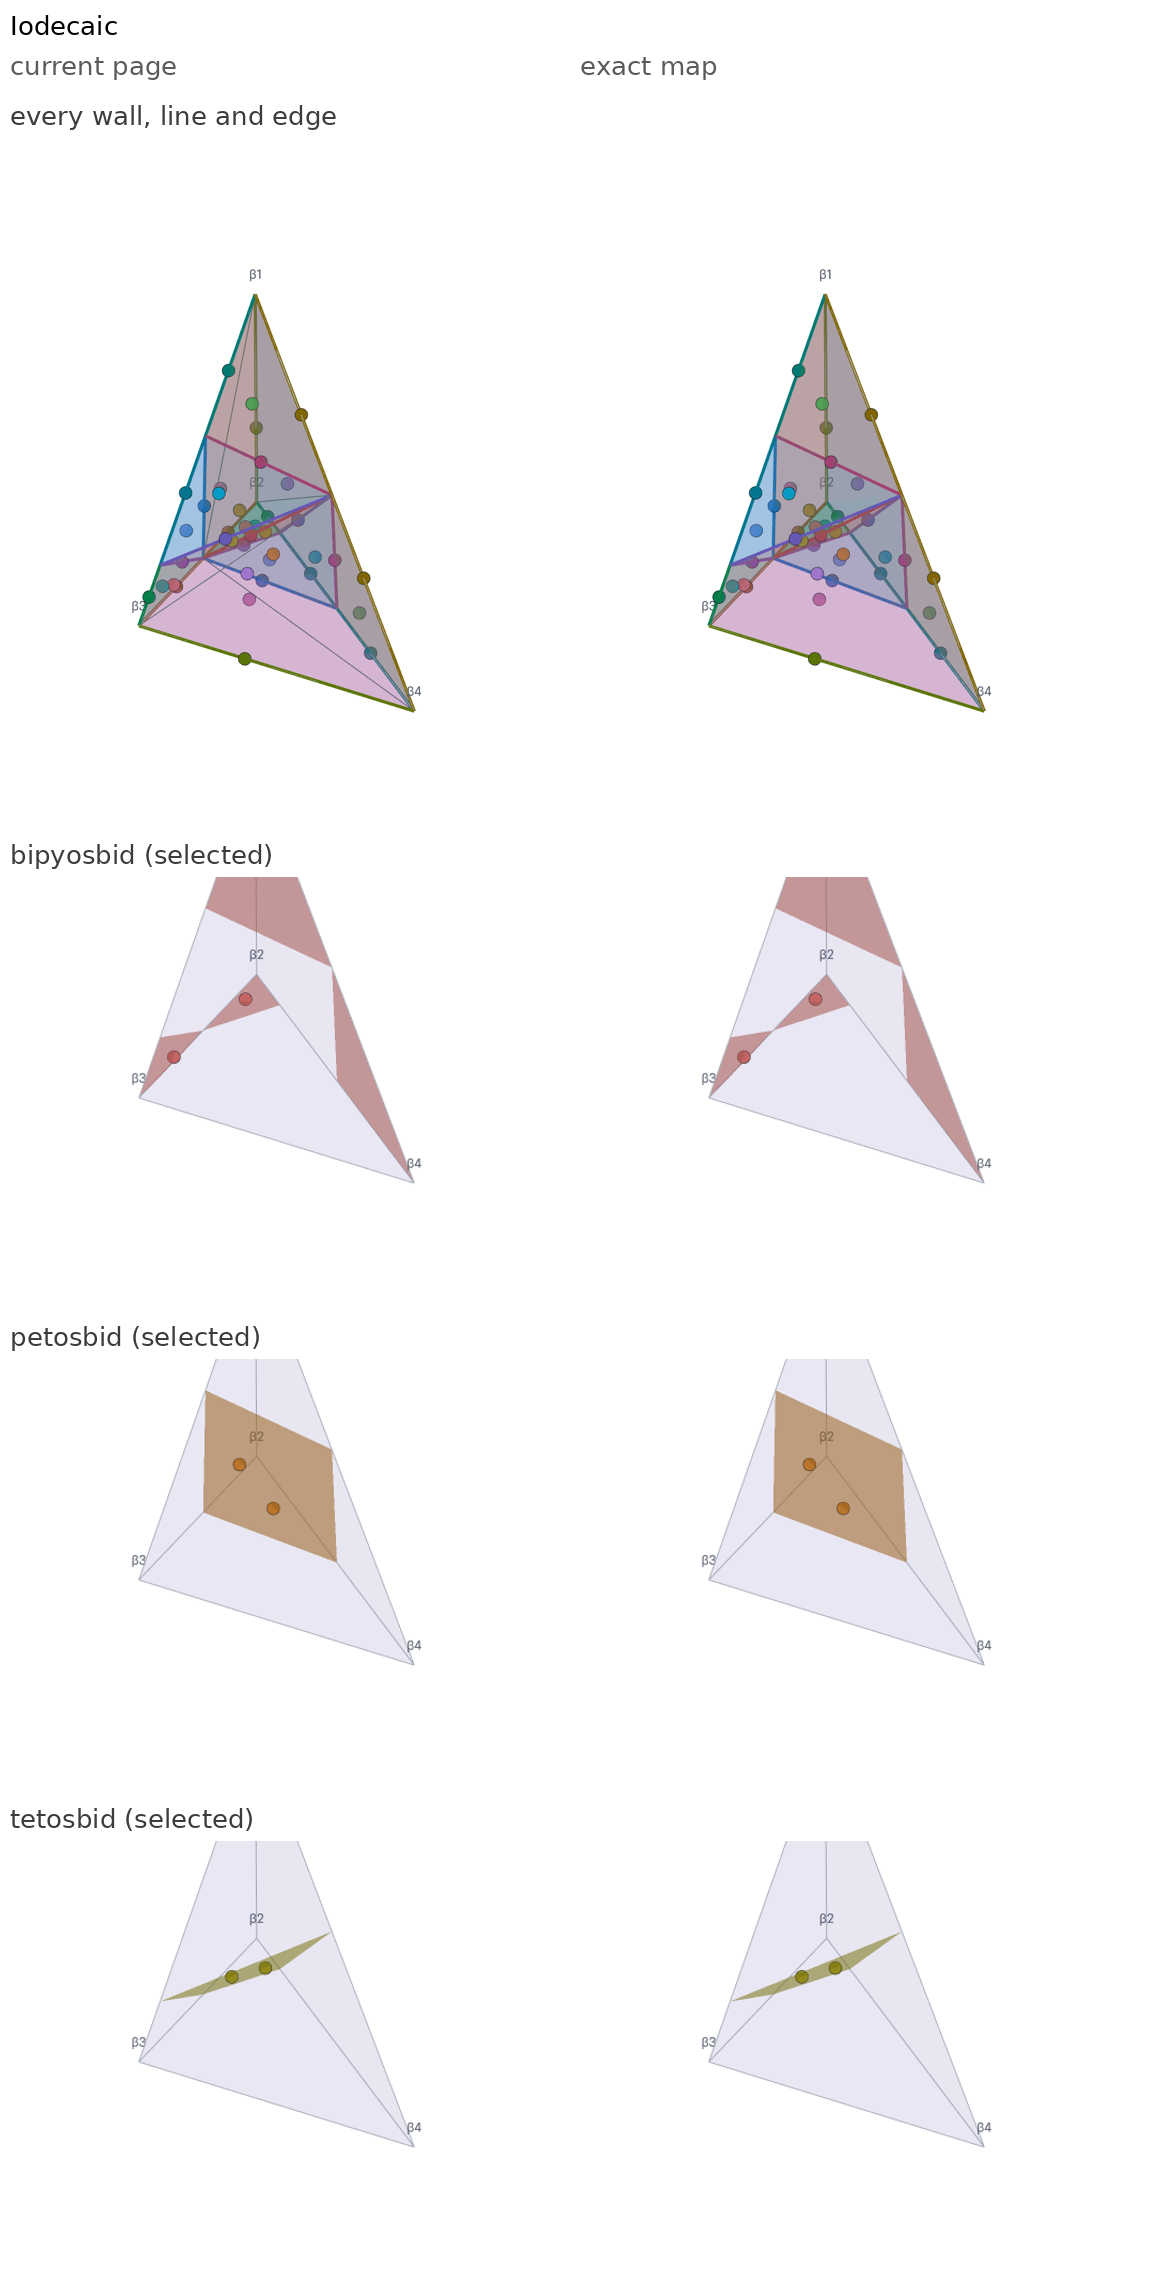 Iodecaic
current page exact map
every wall, line and edge
β1 β1
β2 β2
β3 β3
β4 β4
bipyosbid (selected)
β2 β2
β3 β3
β4 β4
petosbid (selected)
β2 β2
β3 β3
β4 β4
tetosbid (selected)
β2 β2
β3 β3
β4 β4